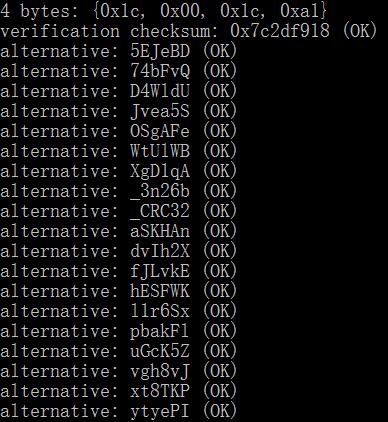 4 bytes: {0x1c, 0x00, 0x1c, 0xa1}
verification checksum: 0x7c2df918 (OK)
alternative: 5EJeBD (OK)
alternative: 74bFvQ (OK)
alternative: D4W1dU (OK)
alternative: Jvea5S (OK)
alternative: OSgAFe (OK)
alternative: WtU1WB (OK)
alternative: XgD1qA (OK)
alternative: _3n26b (OK)
alternative: _CRC32 (OK)
alternative: aSKHAn (OK)
alternative: dvIh2X (OK)
alternative: fJLvkE (OK)
alternative: hESFWK (OK)
alternative: l1r6Sx (OK)
alternative: pbakFl (OK)
alternative: uGcK5Z (OK)
alternative: vgh8vJ (OK)
alternative: xt8TKP (OK)
alternative: ytyePI (OK)